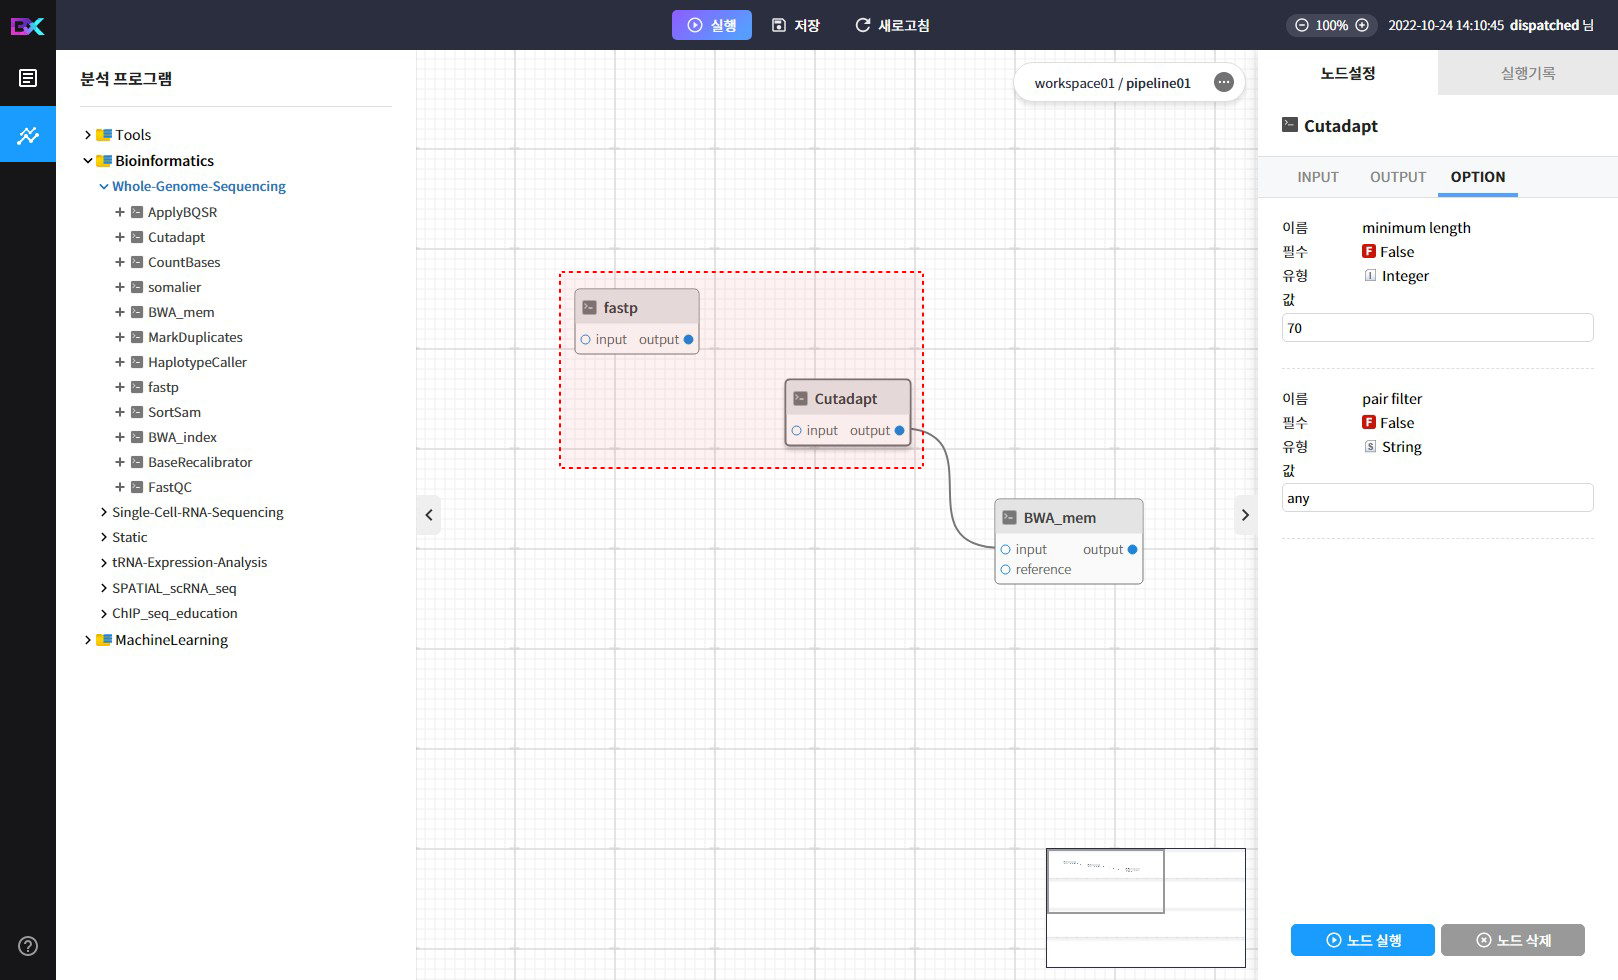 BX
실행
저장
새로고침
100%
2022-10-24 14:10:45 dispatched 님
분석 프로그램
Tools
Bioinformatics
Whole-Genome-Sequencing
ApplyBQSR
Cutadapt
CountBases
somalier
BWA_mem
MarkDuplicates
HaplotypeCaller
fastp
SortSam
BWA_index
BaseRecalibrator
FastQC
Single-Cell-RNA-Sequencing
Static
tRNA-Expression-Analysis
SPATIAL_scRNA_seq
ChIP_seq_education
MachineLearning
workspace01 / pipeline01
fastp
input output
Cutadapt
input output
BWA_mem
input output
reference
노드설정
실행기록
Cutadapt
INPUT OUTPUT OPTION
이름 minimum length
필수 F False
유형 I Integer
값
70
이름 pair filter
필수 F False
유형 S String
값
any
노드 실행
노드 삭제